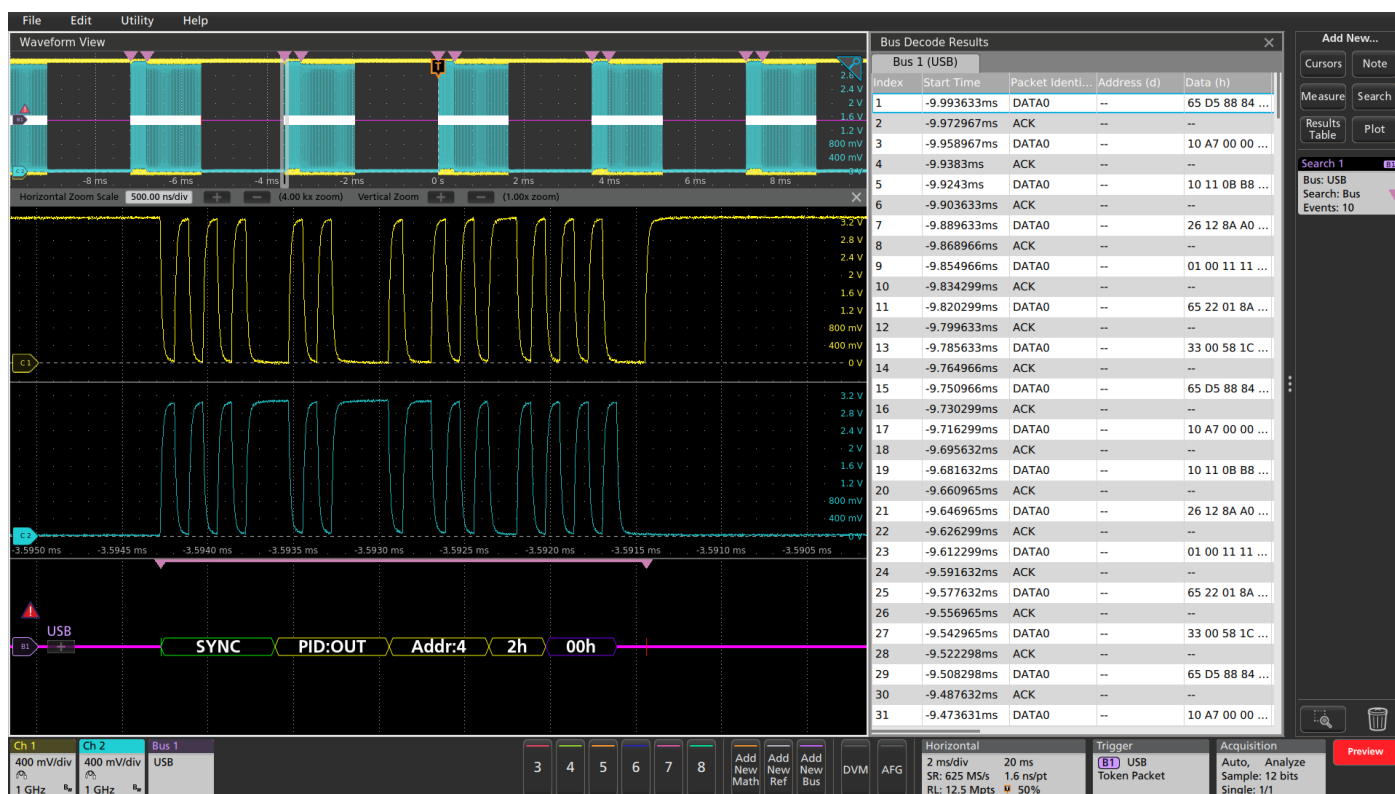 File Edit Utility Help
Waveform View
2.8
2.4 V
2 V
1.6 V
1.2 V
800 mV
400 mV
T
B1
C2
-8 ms -6 ms -4 ms -2 ms 0 s 2 ms 4 ms 6 ms 8 ms
Horizontal Zoom Scale 500.00 ns/div + − (4.00 kx zoom) Vertical Zoom + − (1.00x zoom) ×
3.2 V
2.8 V
2.4 V
2 V
1.6 V
1.2 V
800 mV
400 mV
0 V
C 1
3.2 V
2.8 V
2.4 V
2 V
1.6 V
1.2 V
800 mV
400 mV
0 V
C 2
-3.5950 ms -3.5945 ms -3.5940 ms -3.5935 ms -3.5930 ms -3.5925 ms -3.5920 ms -3.5915 ms -3.5910 ms -3.5905 ms
USB
B1 + SYNC PID:OUT Addr:4 2h 00h
Bus Decode Results ×
Bus 1 (USB)
Index Start Time Packet Identi... Address (d) Data (h)
1 -9.993633ms DATA0 -- 65 D5 88 84 ...
2 -9.972967ms ACK -- --
3 -9.958967ms DATA0 -- 10 A7 00 00 ...
4 -9.9383ms ACK -- --
5 -9.9243ms DATA0 -- 10 11 0B B8 ...
6 -9.903633ms ACK -- --
7 -9.889633ms DATA0 -- 26 12 8A A0 ...
8 -9.868966ms ACK -- --
9 -9.854966ms DATA0 -- 01 00 11 11 ...
10 -9.834299ms ACK -- --
11 -9.820299ms DATA0 -- 65 22 01 8A ...
12 -9.799633ms ACK -- --
13 -9.785633ms DATA0 -- 33 00 58 1C ...
14 -9.764966ms ACK -- --
15 -9.750966ms DATA0 -- 65 D5 88 84 ...
16 -9.730299ms ACK -- --
17 -9.716299ms DATA0 -- 10 A7 00 00 ...
18 -9.695632ms ACK -- --
19 -9.681632ms DATA0 -- 10 11 0B B8 ...
20 -9.660965ms ACK -- --
21 -9.646965ms DATA0 -- 26 12 8A A0 ...
22 -9.626299ms ACK -- --
23 -9.612299ms DATA0 -- 01 00 11 11 ...
24 -9.591632ms ACK -- --
25 -9.577632ms DATA0 -- 65 22 01 8A ...
26 -9.556965ms ACK -- --
27 -9.542965ms DATA0 -- 33 00 58 1C ...
28 -9.522298ms ACK -- --
29 -9.508298ms DATA0 -- 65 D5 88 84 ...
30 -9.487632ms ACK -- --
31 -9.473631ms DATA0 -- 10 A7 00 00 ...
Add New...
Cursors Note
Measure Search
Results Table Plot
Search 1 B1
Bus: USB
Search: Bus
Events: 10
Ch 1
400 mV/div
1 GHz Bw
Ch 2
400 mV/div
1 GHz Bw
Bus 1
USB
3 4 5 6 7 8
Add New Math
Add New Ref
Add New Bus
DVM AFG
Horizontal
2 ms/div 20 ms
SR: 625 MS/s 1.6 ns/pt
RL: 12.5 Mpts 50%
Trigger
B1 USB
Token Packet
Acquisition
Auto, Analyze
Sample: 12 bits
Single: 1/1
Preview